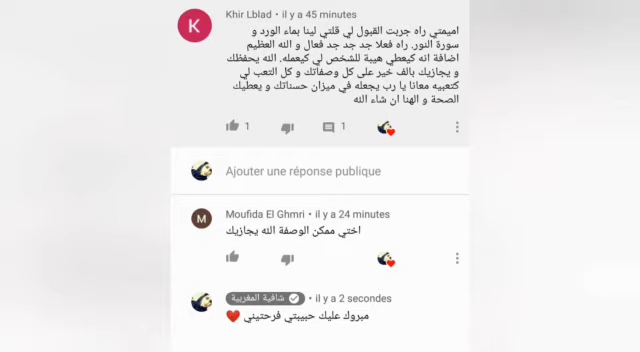 Khir Lblad • il y a 45 minutes
اميمتي راه جربت القبول لي قلتي لينا بماء الورد و
سورة النور. راه فعلا جد جد جد فعال و الله العظيم
اضافة انه كيعطي هيبة للشخص لي كيعمله. الله يحفظك
و يجازيك بالف خير على كل وصفاتك و كل التعب لي
كتعبيه معانا يا رب يجعله في ميزان حسناتك و يعطيك
الصحة و الهنا ان شاء الله
1 1
Ajouter une réponse publique
Moufida El Ghmri • il y a 24 minutes
اختي ممكن الوصفة الله يجازيك
شافية المغربية • il y a 2 secondes
مبروك عليك حبيبتي فرحتيني ❤️